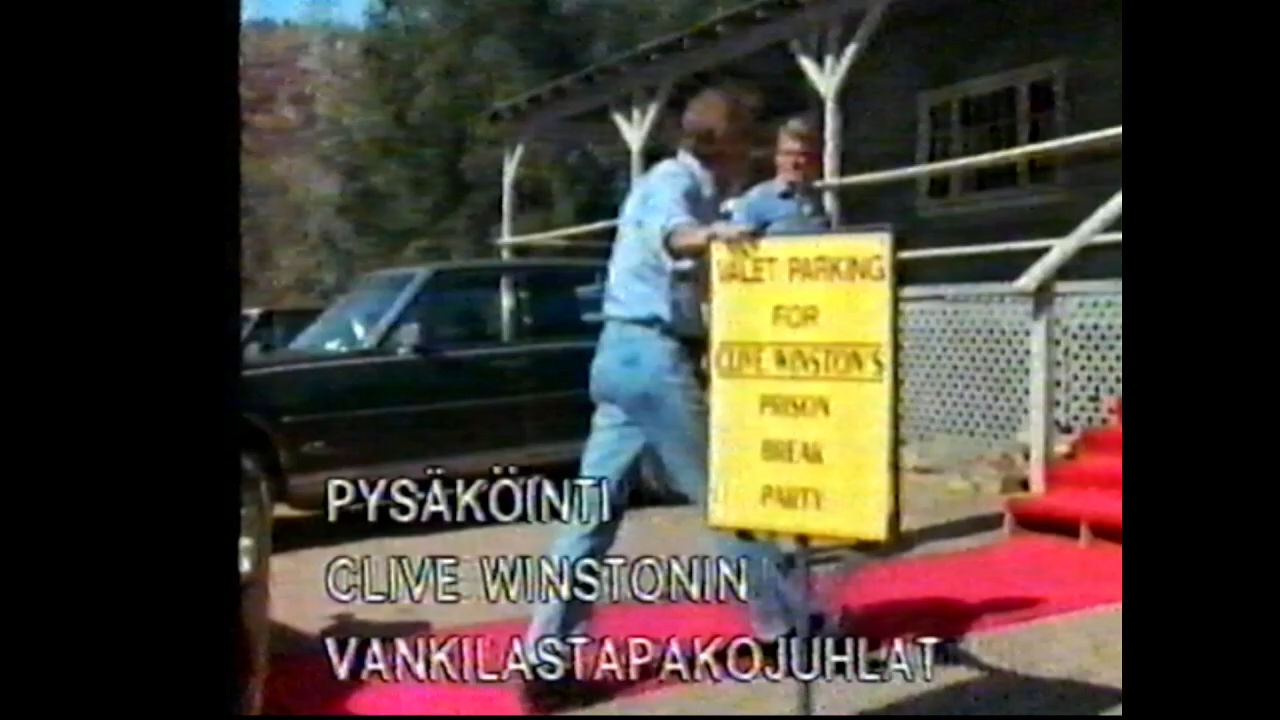 VALET PARKING
FOR
CLIVE WINSTON'S
PRISON
BREAK
PARTY
PYSÄKÖINTI
CLIVE WINSTONIN
VANKILASTAPAKOJUHLAT